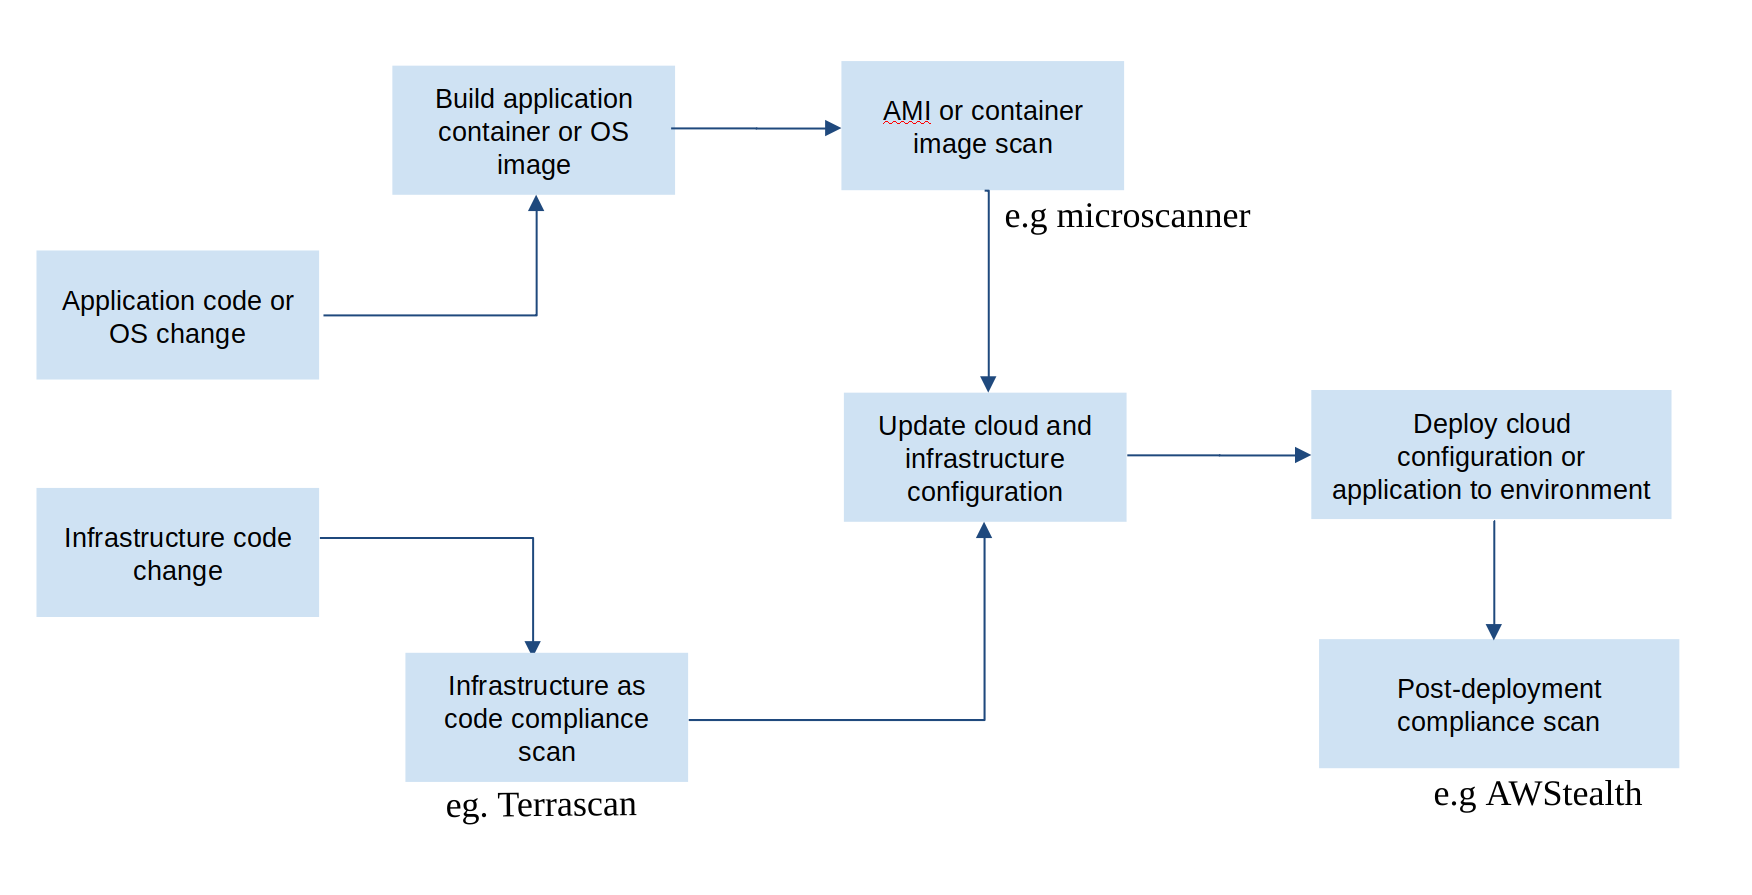 Build application
container or OS
image
AMI or container
image scan
e.g microscanner
Application code or
OS change
Update cloud and
infrastructure
configuration
Deploy cloud
configuration or
application to environment
Infrastructure code
change
Infrastructure as
code compliance
scan
eg. Terrascan
Post-deployment
compliance scan
e.g AWStealth